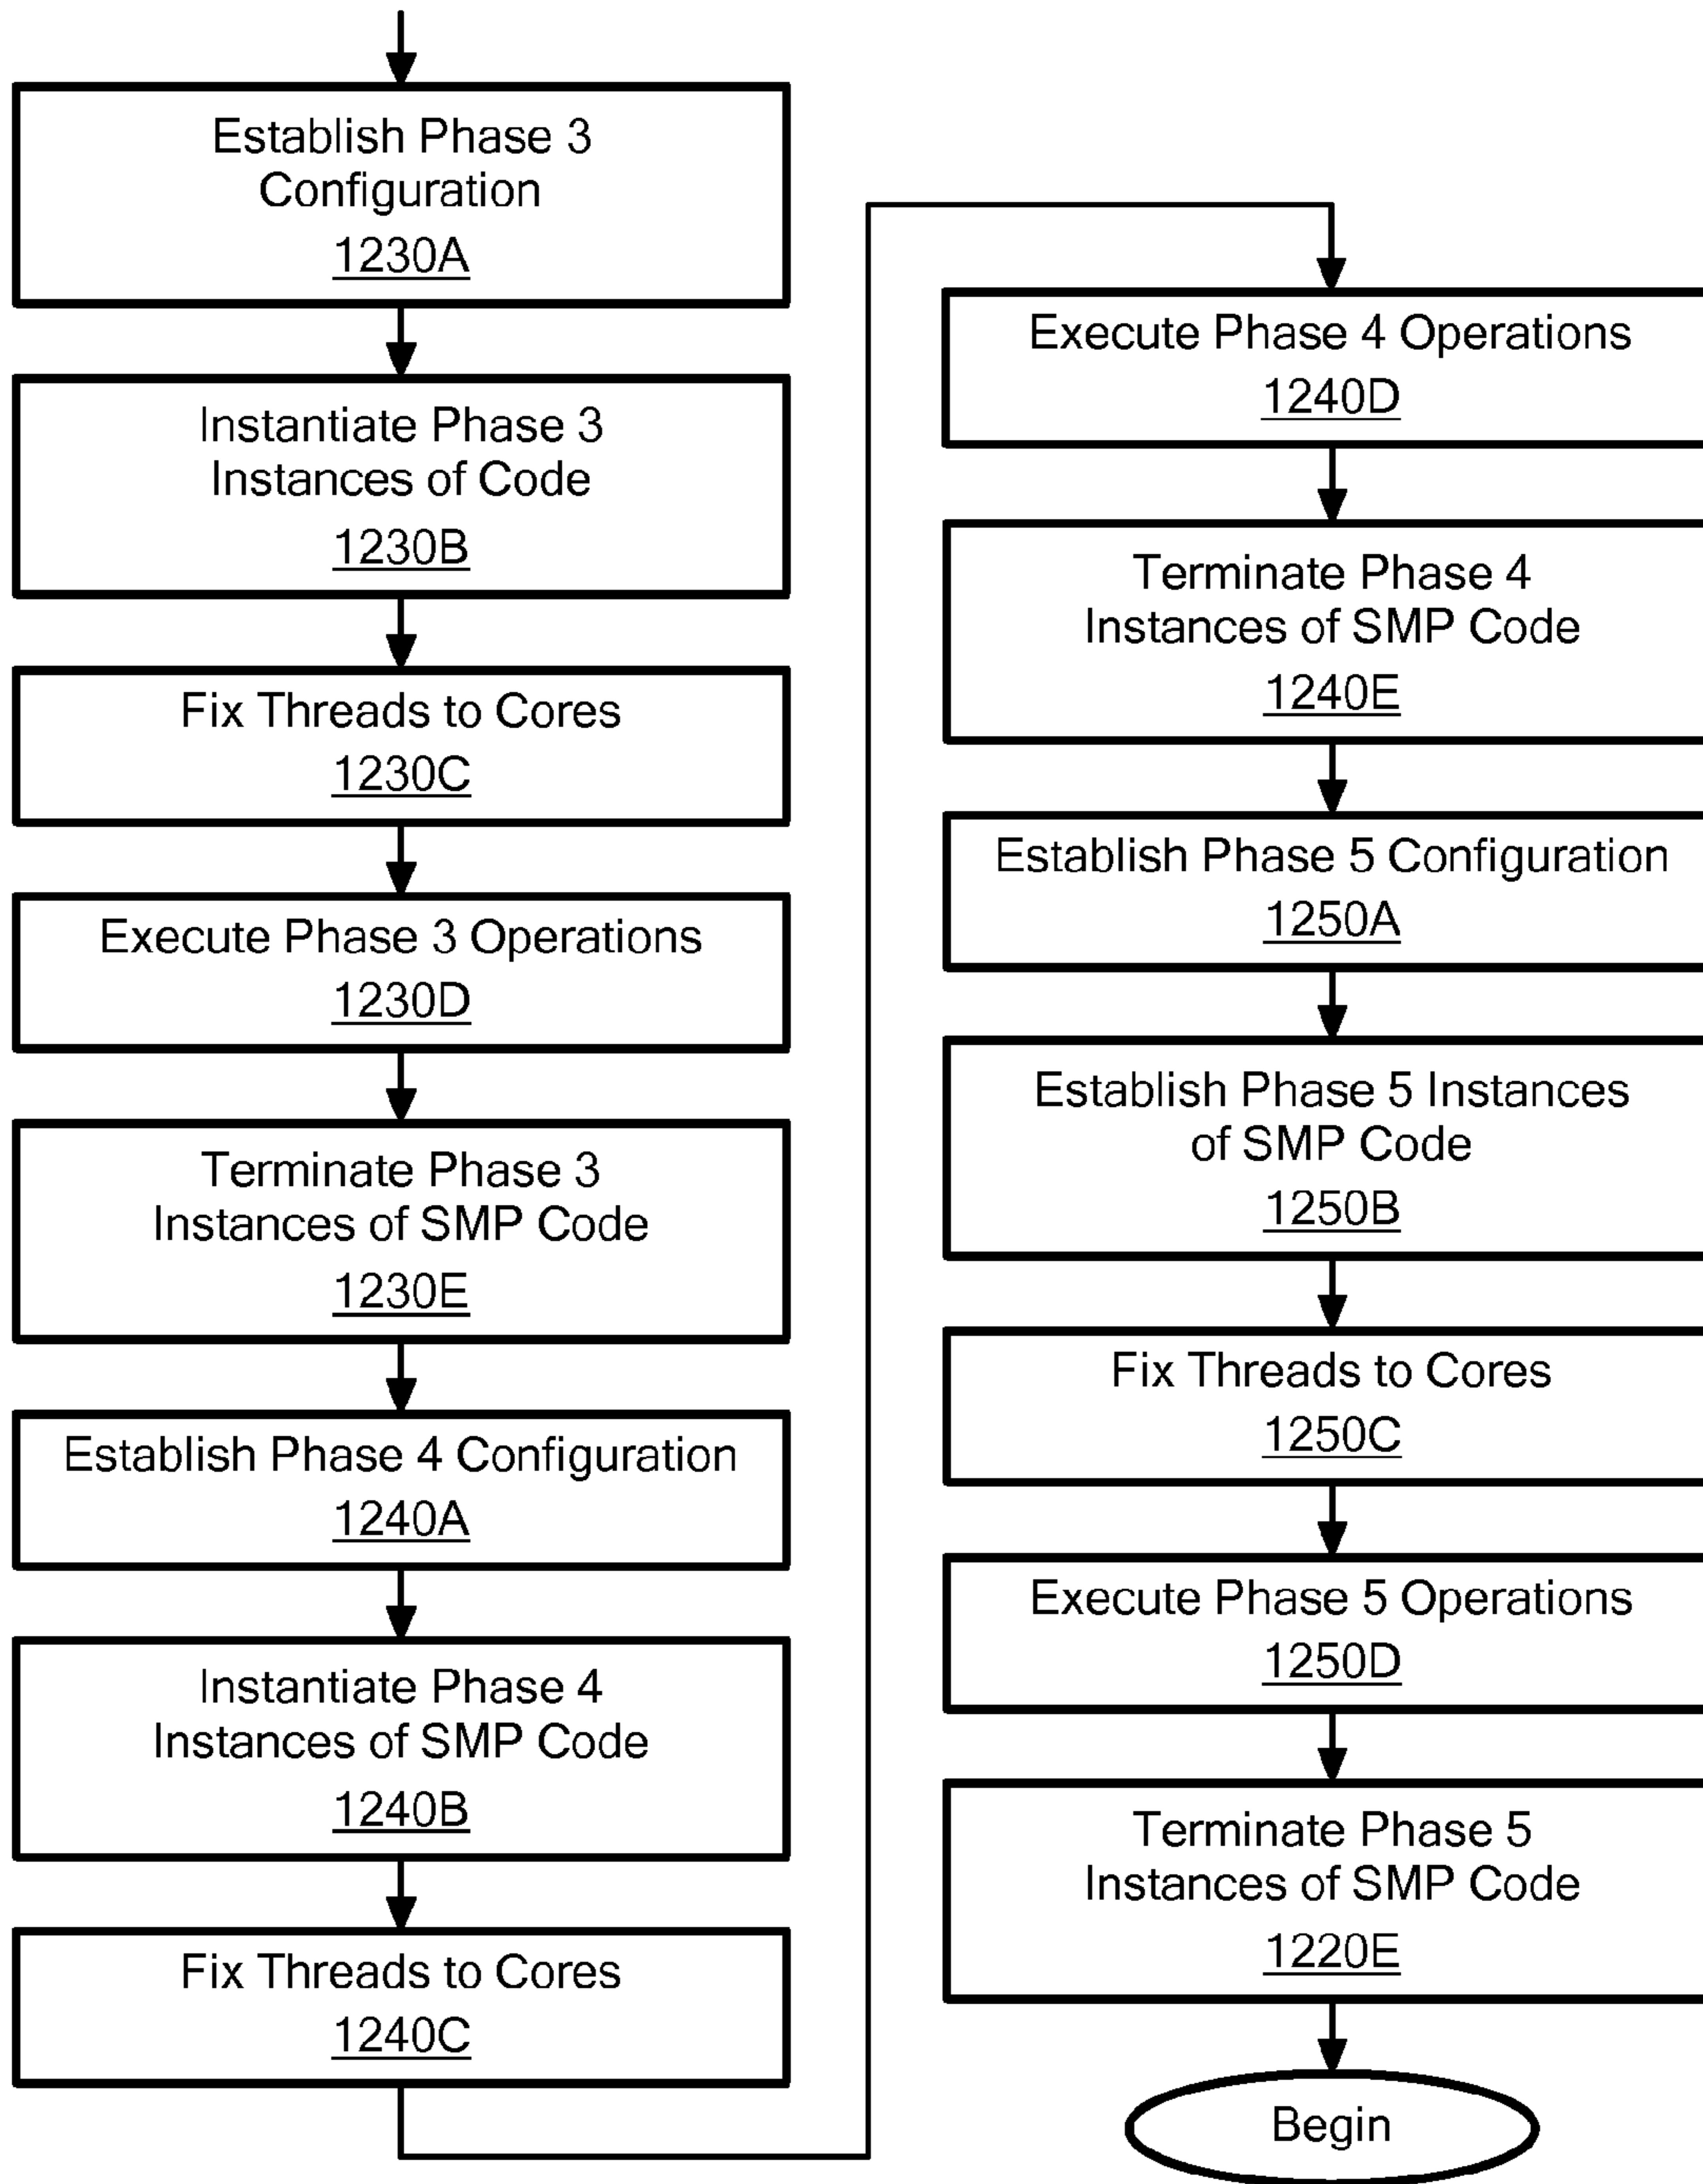 Establish Phase 3
Configuration
1230A
Instantiate Phase 3
Instances of Code
1230B
Fix Threads to Cores
1230C
Execute Phase 3 Operations
1230D
Terminate Phase 3
Instances of SMP Code
1230E
Establish Phase 4 Configuration
1240A
Instantiate Phase 4
Instances of SMP Code
1240B
Fix Threads to Cores
1240C
Execute Phase 4 Operations
1240D
Terminate Phase 4
Instances of SMP Code
1240E
Establish Phase 5 Configuration
1250A
Establish Phase 5 Instances
of SMP Code
1250B
Fix Threads to Cores
1250C
Execute Phase 5 Operations
1250D
Terminate Phase 5
Instances of SMP Code
1220E
Begin